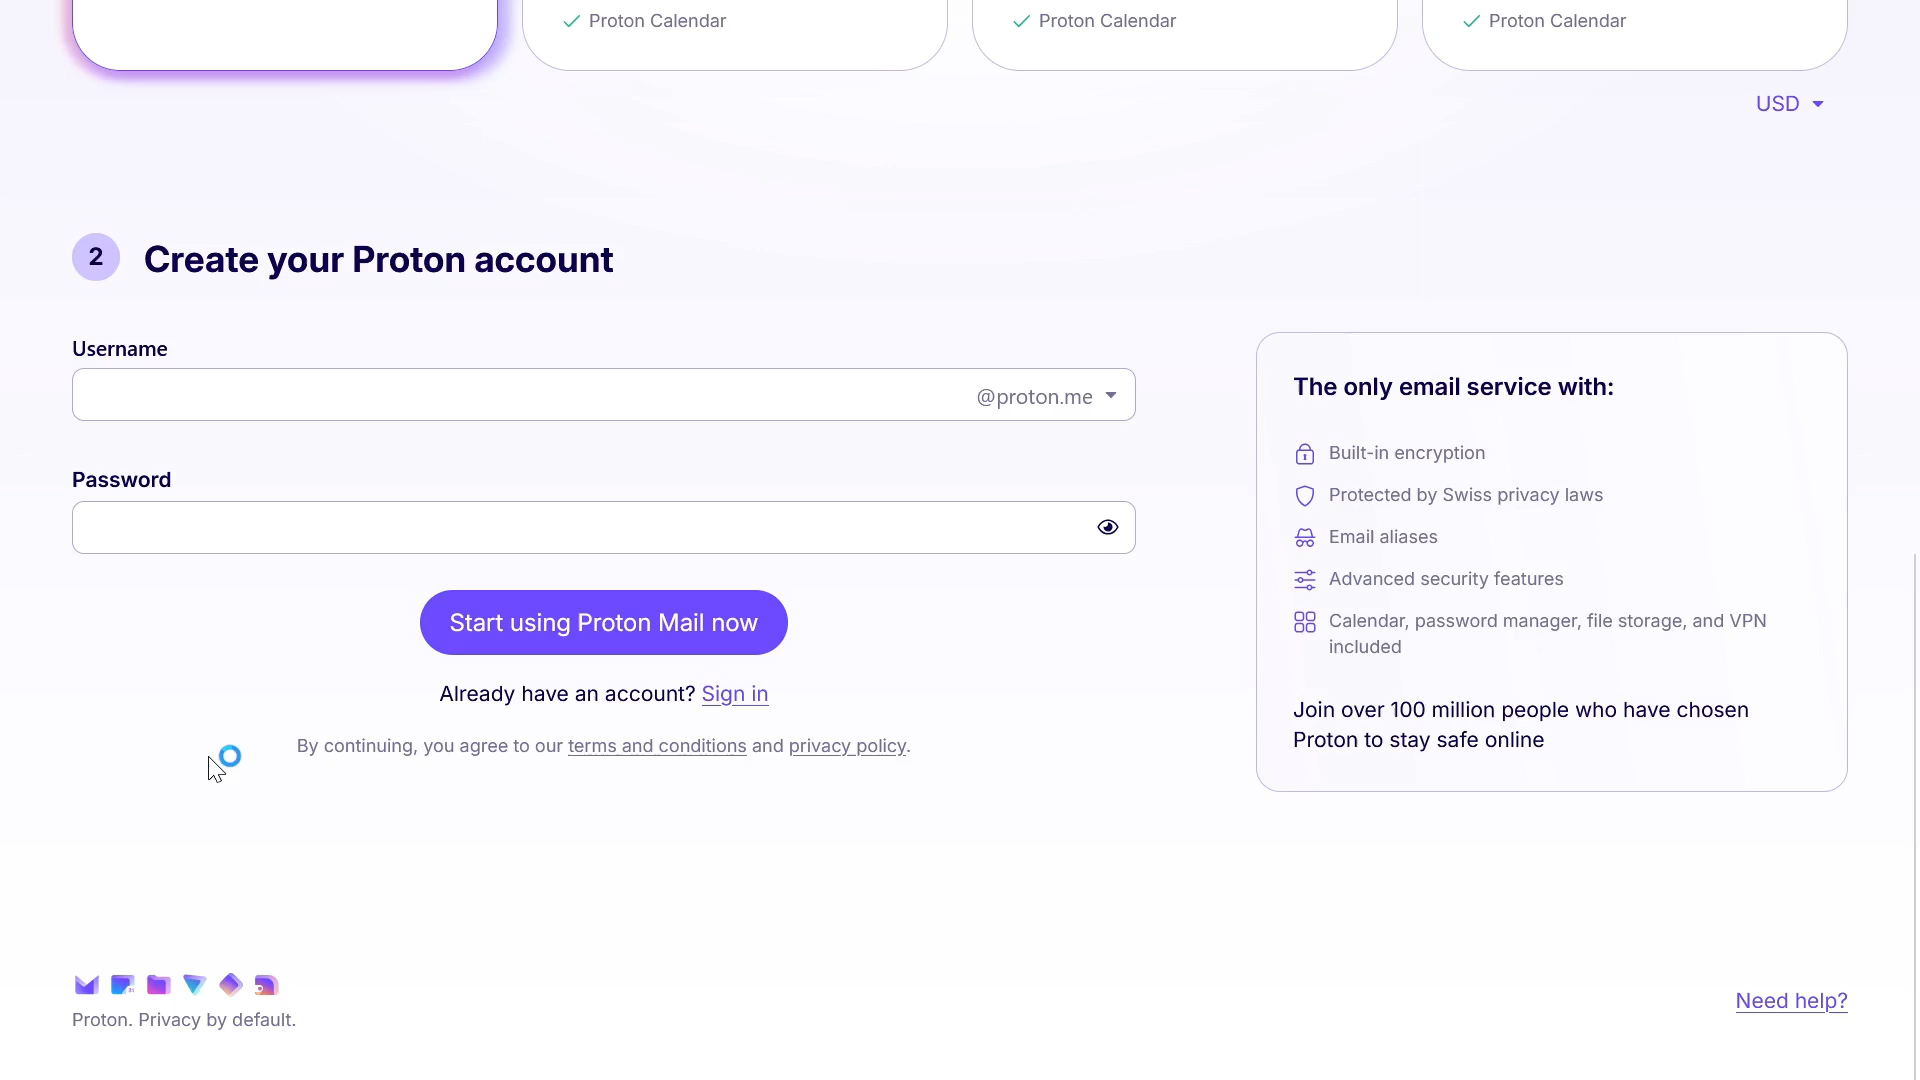 Proton Calendar
Proton Calendar
Proton Calendar
USD
2
Create your Proton account
Username
@proton.me
Password
Start using Proton Mail now
Already have an account? Sign in
By continuing, you agree to our terms and conditions and privacy policy.
The only email service with:
Built-in encryption
Protected by Swiss privacy laws
Email aliases
Advanced security features
Calendar, password manager, file storage, and VPN
included
Join over 100 million people who have chosen
Proton to stay safe online
Proton. Privacy by default.
Need help?